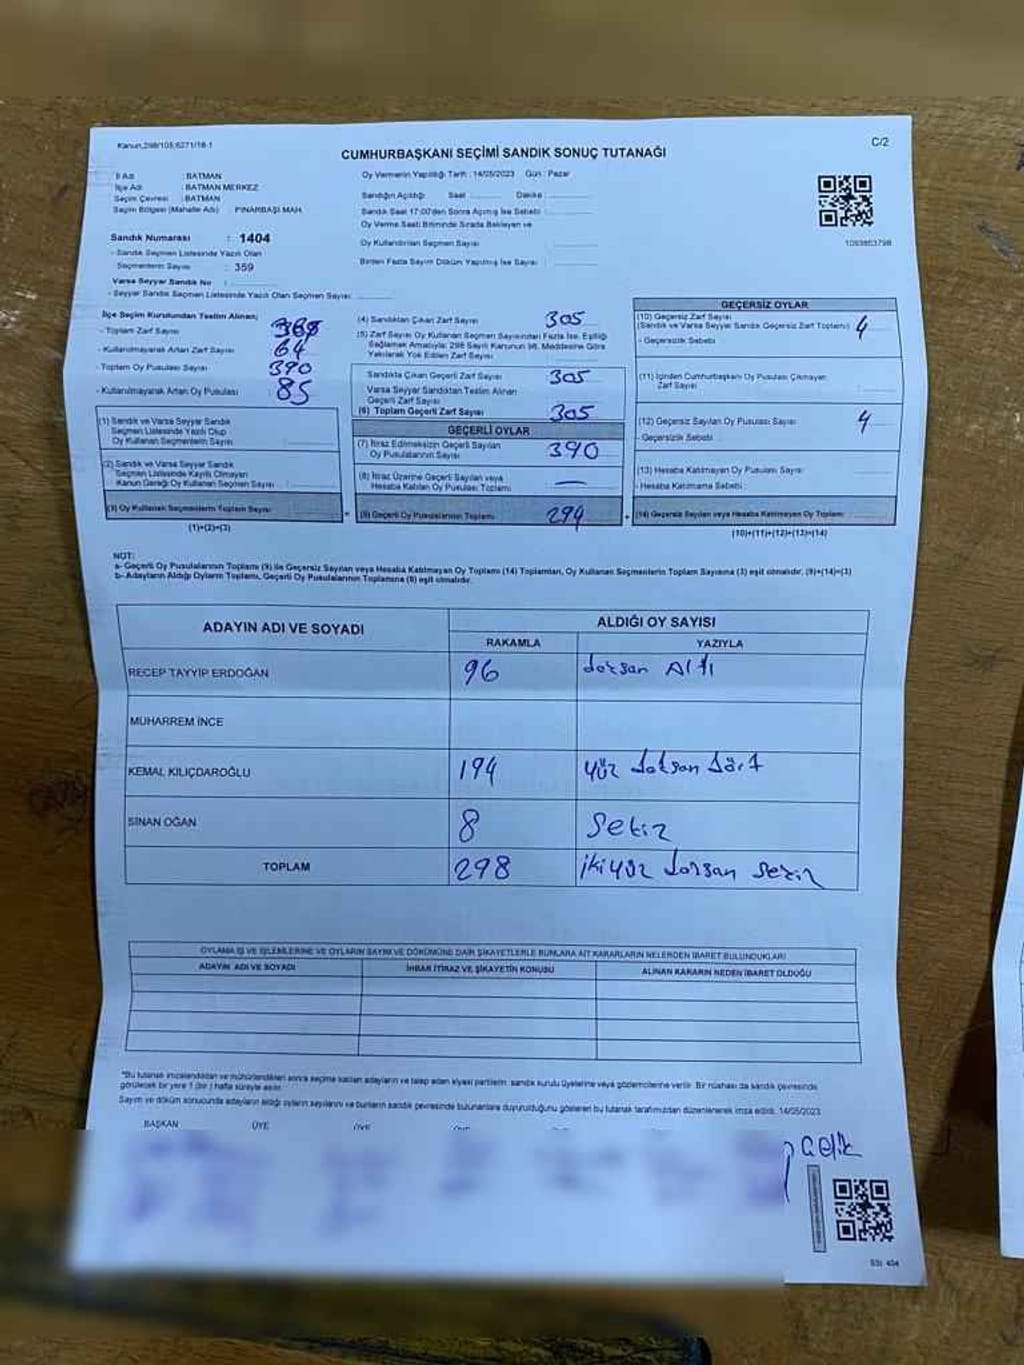 Kanun,298/105;6271/18-1
C/2
CUMHURBAŞKANI SEÇİMİ SANDIK SONUÇ TUTANAĞI
İl Adı : BATMAN
İlçe Adı : BATMAN MERKEZ
Seçim Çevresi : BATMAN
Seçim Bölgesi (Mahalle Adı) PINARBAŞI MAH.
Sandık Numarası : 1404
- Sandık Seçmen Listesinde Yazılı Olan
Seçmenlerin Sayısı : 359
Varsa Seyyar Sandık No :
- Seyyar Sandık Seçmen Listesinde Yazılı Olan Seçmen Sayısı
Oy Vermenin Yapıldığı Tarih : 14/05/2023 Gün : Pazar
Sandığın Açıldığı Saat Dakika
Sandık Saat 17:00'den Sonra Açılmış İse Sebebi
Oy Verme Saati Bitiminde Sırada Bekleyen ve
Oy Kullandırılan Seçmen Sayısı
Birden Fazla Sayım Döküm Yapılmış İse Sayısı
1093803798
İlçe Seçim Kurulundan Teslim Alınan;
- Toplam Zarf Sayısı
- Kullanılmayarak Artan Zarf Sayısı 64
- Toplam Oy Pusulası Sayısı 390
- Kullanılmayarak Artan Oy Pusulası 85
(1) Sandık ve Varsa Seyyar Sandık
Seçmen Listesinde Yazılı Olup
Oy Kullanan Seçmenlerin Sayısı
(2) Sandık ve Varsa Seyyar Sandık
Seçmen Listesinde Kayıtlı Olmayan
Kanun Gereği Oy Kullanan Seçmen Sayısı
(3) Oy Kullanan Seçmenlerin Toplam Sayısı
(1)+(2)=(3)
(4) Sandıktan Çıkan Zarf Sayısı 305
(5) Zarf Sayısı Oy Kullanan Seçmen Sayısından Fazla İse, Eşitliği
Sağlamak Amacıyla; 298 Sayılı Kanunun 98. Maddesine Göre
Yakılarak Yok Edilen Zarf Sayısı
Sandıkta Çıkan Geçerli Zarf Sayısı 305
Varsa Seyyar Sandıktan Teslim Alınan
Geçerli Zarf Sayısı
(6) Toplam Geçerli Zarf Sayısı 305
GEÇERLİ OYLAR
(7) İtiraz Edilmeksizin Geçerli Sayılan
Oy Pusulalarının Sayısı 390
(8) İtiraz Üzerine Geçerli Sayılan veya
Hesaba Katılan Oy Pusulası Toplamı —
(9) Geçerli Oy Pusulalarının Toplamı 294
GEÇERSİZ OYLAR
(10) Geçersiz Zarf Sayısı
(Sandık ve Varsa Seyyar Sandık Geçersiz Zarf Toplamı) 4
- Geçersizlik Sebebi
(11) İçinden Cumhurbaşkanı Oy Pusulası Çıkmayan
Zarf Sayısı
(12) Geçersiz Sayılan Oy Pusulası Sayısı 4
- Geçersizlik Sebebi
(13) Hesaba Katılmayan Oy Pusulası Sayısı
- Hesaba Katılmama Sebebi
(14) Geçersiz Sayılan veya Hesaba Katılmayan Oy Toplamı
(10)+(11)+(12)+(13)=(14)
NOT:
a- Geçerli Oy Pusulalarının Toplamı (9) ile Geçersiz Sayılan veya Hesaba Katılmayan Oy Toplamı (14) Toplamları, Oy Kullanan Seçmenlerin Toplam Sayısına (3) eşit olmalıdır. (9)+(14)=(3)
b- Adayların Aldığı Oyların Toplamı, Geçerli Oy Pusulalarının Toplamına (9) eşit olmalıdır.
ADAYIN ADI VE SOYADI ALDIĞI OY SAYISI
RAKAMLA YAZIYLA
RECEP TAYYİP ERDOĞAN 96 doksan Altı
MUHARREM İNCE
KEMAL KILIÇDAROĞLU 194 yüz doksan dört
SİNAN OĞAN 8 Sekiz
TOPLAM 298 ikiyüz doksan sekiz
OYLAMA İŞ VE İŞLEMLERİNE VE OYLARIN SAYIM VE DÖKÜMÜNE DAİR ŞİKAYETLERLE BUNLARA AİT KARARLARIN NELERDEN İBARET BULUNDUKLARI
ADAYIN ADI VE SOYADI İHBAR İTİRAZ VE ŞİKAYETİN KONUSU ALINAN KARARIN NEDEN İBARET OLDUĞU
*Bu tutanak imzalandıktan ve mühürlendikten sonra seçime katılan adayların ve talep eden siyasi partilerin sandık kurulu üyelerine veya gözlemcilerine verilir. Bir nüshası da sandık çevresinde
görülecek bir yere 1 (bir) hafta süreyle asılır.
Sayım ve döküm sonucunda adayların aldığı oyların sayılarını ve bunların sandık çevresinde bulunanlara duyurulduğunu gösteren bu tutanak tarafımızdan düzenlenerek imza edildi. 14/05/2023
BAŞKAN ÜYE ÜYE ÜYE
Çelik